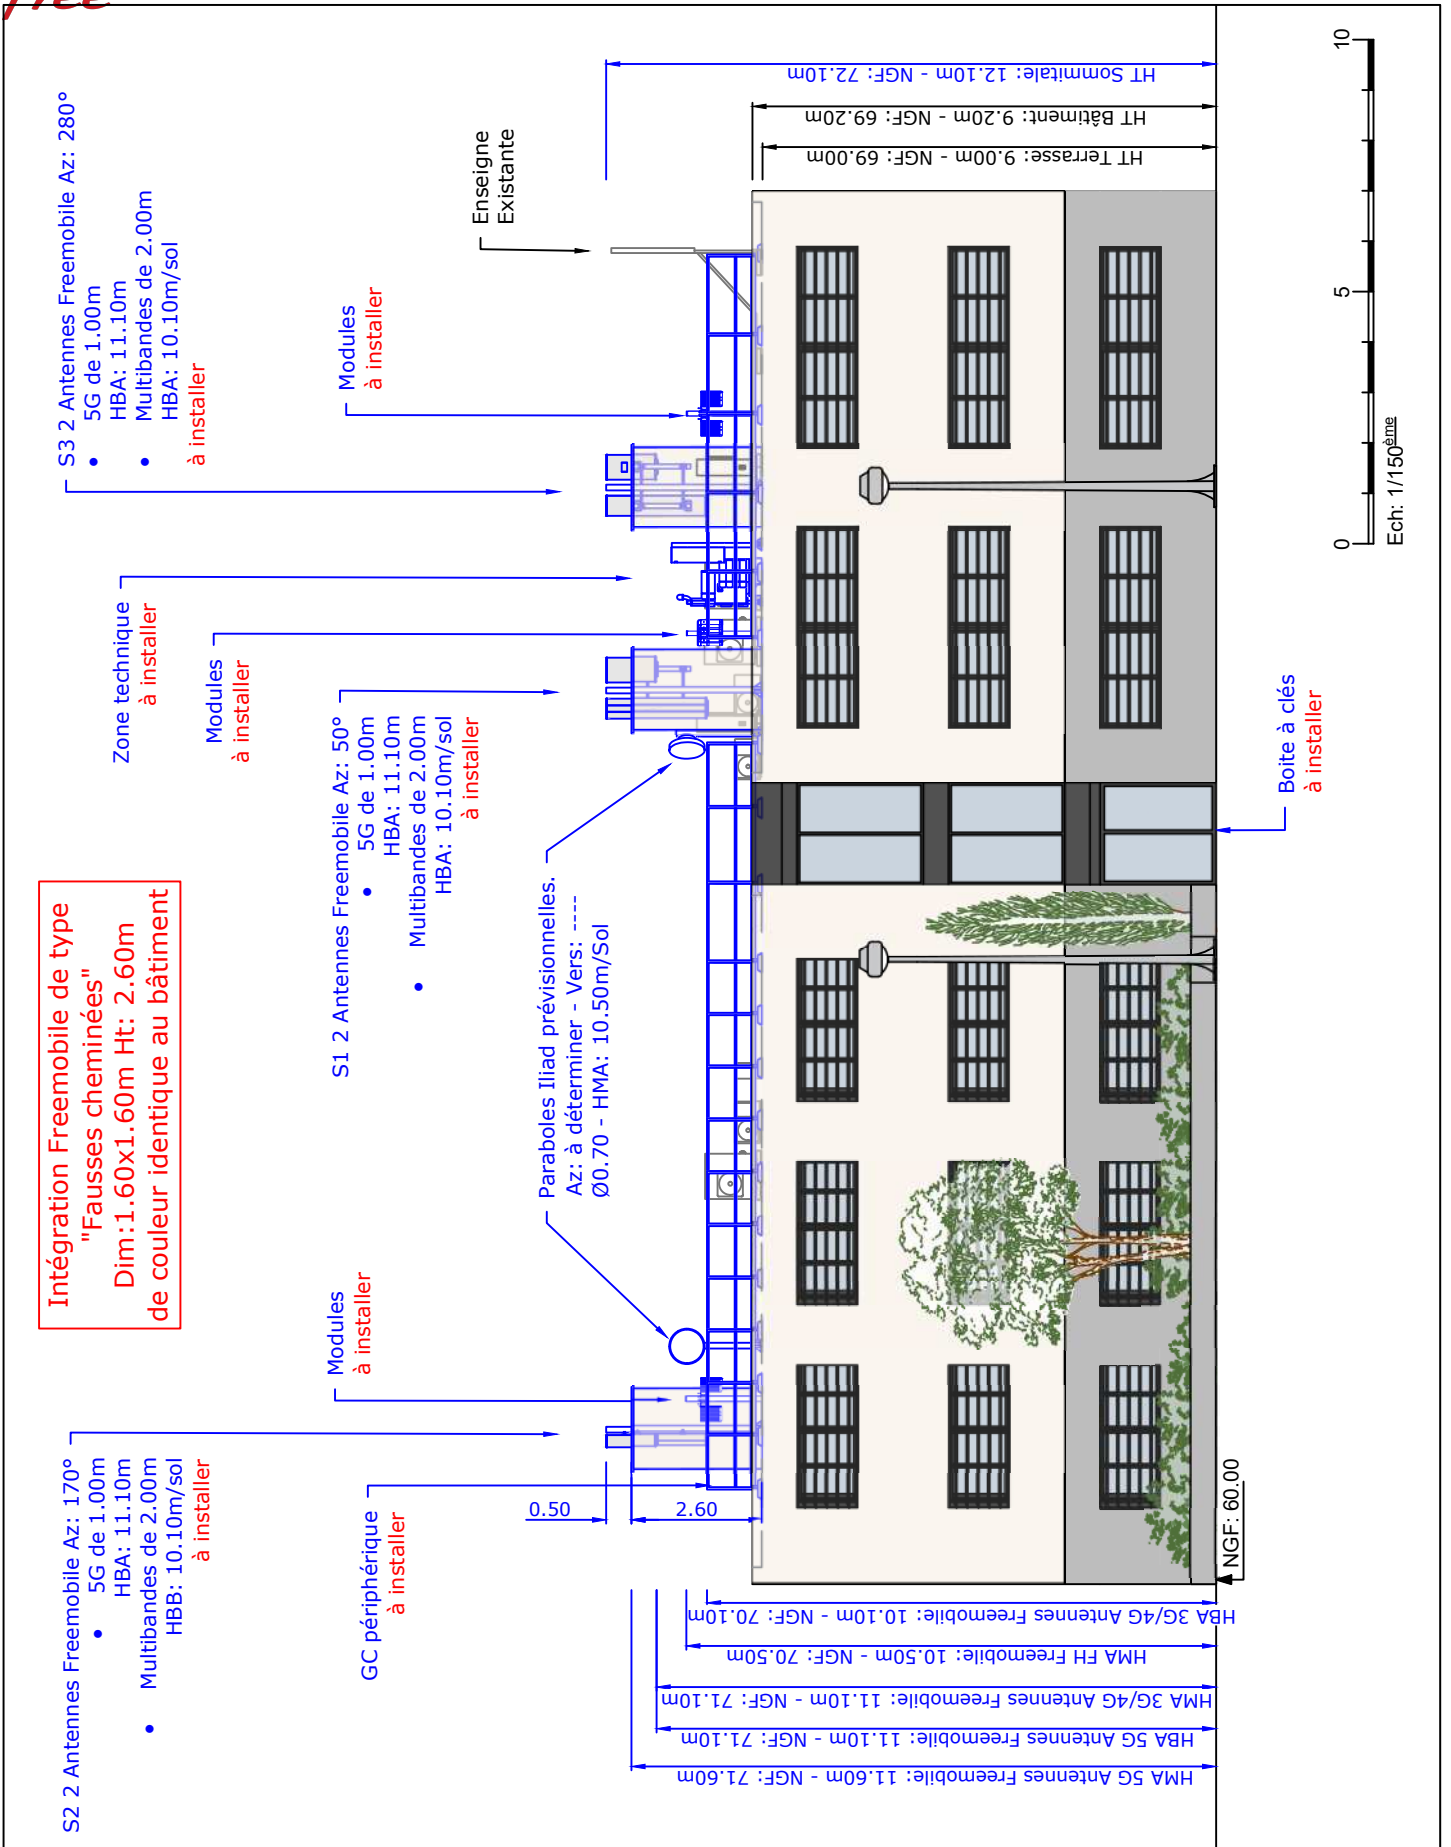 free
Intégration Freemobile de type
"Fausses cheminées"
Dim:1.60x1.60m Ht: 2.60m
de couleur identique au bâtiment
S2 2 Antennes Freemobile Az: 170°
• 5G de 1.00m
HBA: 11.10m
• Multibandes de 2.00m
HBB: 10.10m/sol
à installer
GC périphérique
à installer
Modules
à installer
S1 2 Antennes Freemobile Az: 50°
• 5G de 1.00m
HBA: 11.10m
• Multibandes de 2.00m
HBA: 10.10m/sol
à installer
Paraboles Iliad prévisionnelles.
Az: à déterminer - Vers: ----
Ø0.70 - HMA: 10.50m/Sol
Zone technique
à installer
Modules
à installer
S3 2 Antennes Freemobile Az: 280°
• 5G de 1.00m
HBA: 11.10m
• Multibandes de 2.00m
HBA: 10.10m/sol
à installer
Modules
à installer
Enseigne
Existante
0.50
2.60
HMA 5G Antennes Freemobile: 11.60m - NGF: 71.60m
HBA 5G Antennes Freemobile: 11.10m - NGF: 71.10m
HMA 3G/4G Antennes Freemobile: 11.10m - NGF: 71.10m
HMA FH Freemobile: 10.50m - NGF: 70.50m
HBA 3G/4G Antennes Freemobile: 10.10m - NGF: 70.10m
HT Terrasse: 9.00m - NGF: 69.00m
HT Bâtiment: 9.20m - NGF: 69.20m
HT Sommitale: 12.10m - NGF: 72.10m
NGF: 60.00
Boite à clés
à installer
0 5 10
Ech: 1/150ème